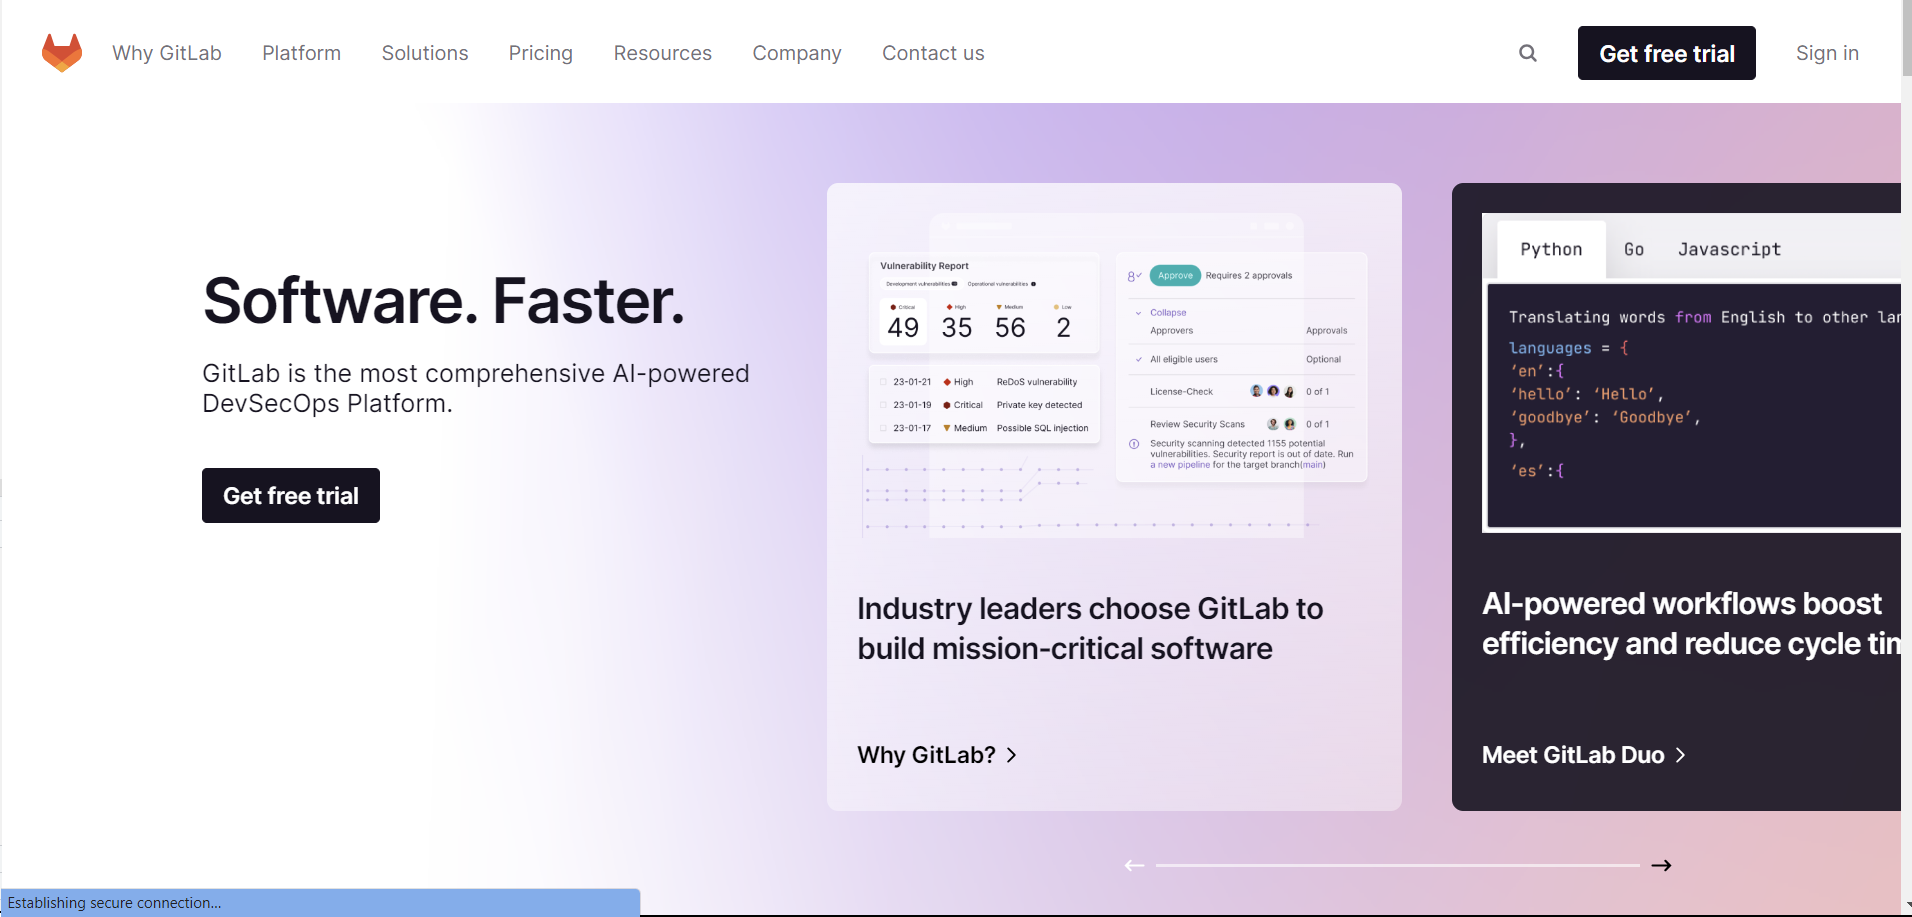 Why GitLab
Platform
Solutions
Pricing
Resources
Company
Contact us
Get free trial
Sign in
Software. Faster.
GitLab is the most comprehensive AI-powered
DevSecOps Platform.
Get free trial
Vulnerability Report
Development vulnerabilities
Operational vulnerabilities
Critical
High
Medium
Low
49
35
56
2
23-01-21 High ReDoS vulnerability
23-01-19 Critical Private key detected
23-01-17 Medium Possible SQL injection
Approve Requires 2 approvals
Collapse
Approvers Approvals
All eligible users Optional
License-Check 0 of 1
Review Security Scans 0 of 1
Security scanning detected 1155 potential
vulnerabilities. Security report is out of date. Run
a new pipeline for the target branch(main)
Industry leaders choose GitLab to
build mission-critical software
Why GitLab?
Python Go Javascript
Translating words from English to other lan
languages = {
‘en’:{
‘hello’: ‘Hello’,
‘goodbye’: ‘Goodbye’,
},
‘es’:{
AI-powered workflows boost
efficiency and reduce cycle tim
Meet GitLab Duo
Establishing secure connection...